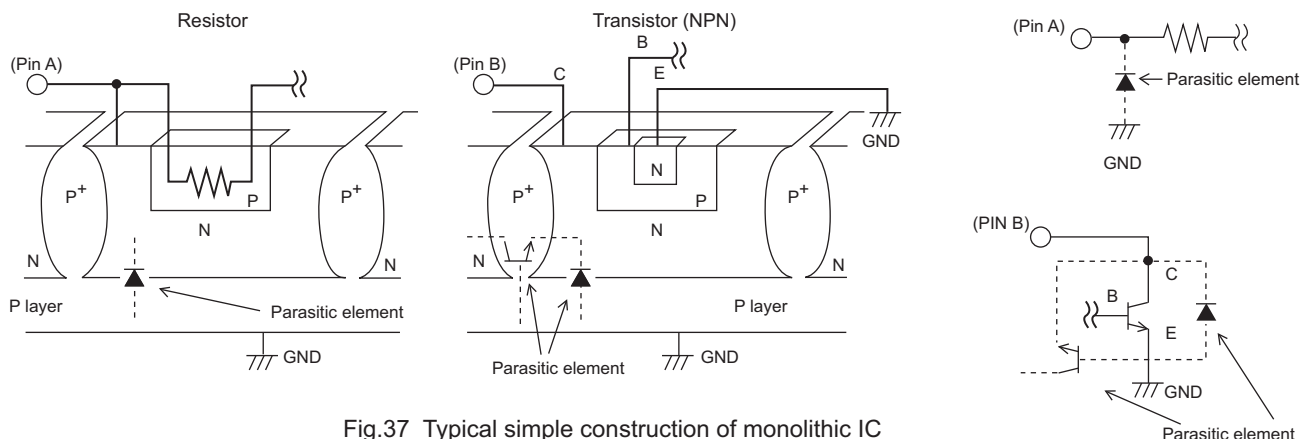 Resistor
(Pin A)
P+
P+
P
N
N
N
P layer
Parasitic element
GND
Transistor (NPN)
(Pin B)
C
B
E
GND
P+
P+
N
P
N
N
N
P layer
Parasitic element
GND
(Pin A)
Parasitic element
GND
(PIN B)
C
B
E
GND
Parasitic element
Fig.37 Typical simple construction of monolithic IC